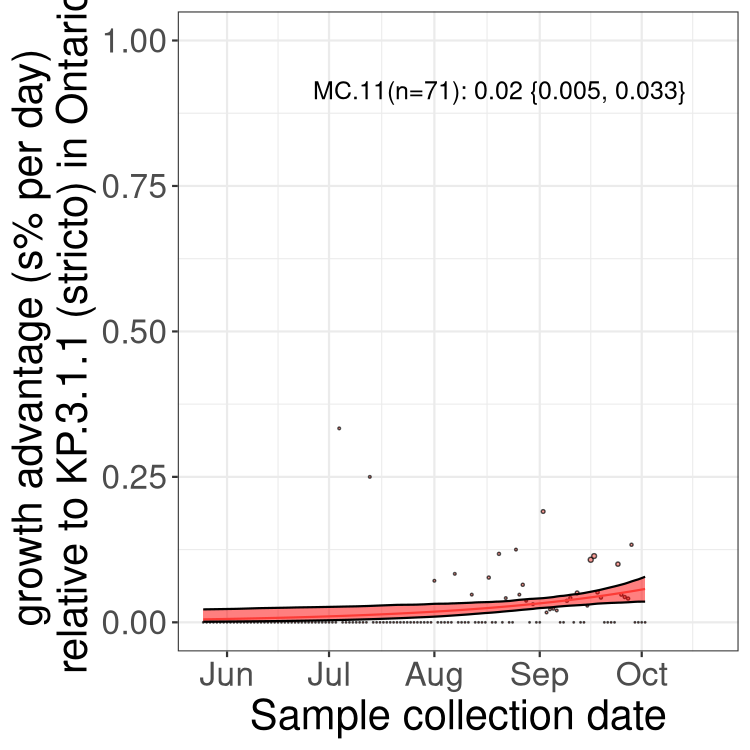 growth advantage (s% per day)
relative to KP.3.1.1 (stricto) in Ontario
1.00
0.75
0.50
0.25
0.00
MC.11(n=71): 0.02 {0.005, 0.033}
Jun Jul Aug Sep Oct
Sample collection date